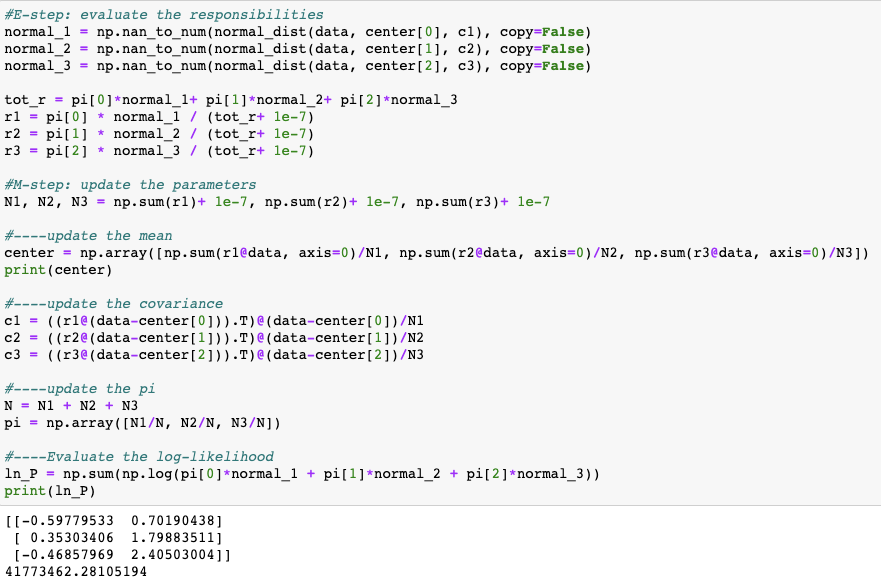 #E-step: evaluate the responsibilities
normal_1 = np.nan_to_num(normal_dist(data, center[0], c1), copy=False)
normal_2 = np.nan_to_num(normal_dist(data, center[1], c2), copy=False)
normal_3 = np.nan_to_num(normal_dist(data, center[2], c3), copy=False)
tot_r = pi[0]*normal_1+ pi[1]*normal_2+ pi[2]*normal_3
r1 = pi[0] * normal_1 / (tot_r+ 1e-7)
r2 = pi[1] * normal_2 / (tot_r+ 1e-7)
r3 = pi[2] * normal_3 / (tot_r+ 1e-7)
#M-step: update the parameters
N1, N2, N3 = np.sum(r1)+ 1e-7, np.sum(r2)+ 1e-7, np.sum(r3)+ 1e-7
#----update the mean
center = np.array([np.sum(r1@data, axis=0)/N1, np.sum(r2@data, axis=0)/N2, np.sum(r3@data, axis=0)/N3])
print(center)
#----update the covariance
c1 = ((r1@(data-center[0])).T)@(data-center[0])/N1
c2 = ((r2@(data-center[1])).T)@(data-center[1])/N2
c3 = ((r3@(data-center[2])).T)@(data-center[2])/N3
#----update the pi
N = N1 + N2 + N3
pi = np.array([N1/N, N2/N, N3/N])
#----Evaluate the log-likelihood
ln_P = np.sum(np.log(pi[0]*normal_1 + pi[1]*normal_2 + pi[2]*normal_3))
print(ln_P)
[[-0.59779533  0.70190438]
 [ 0.35303406  1.79883511]
 [-0.46857969  2.40503004]]
41773462.28105194